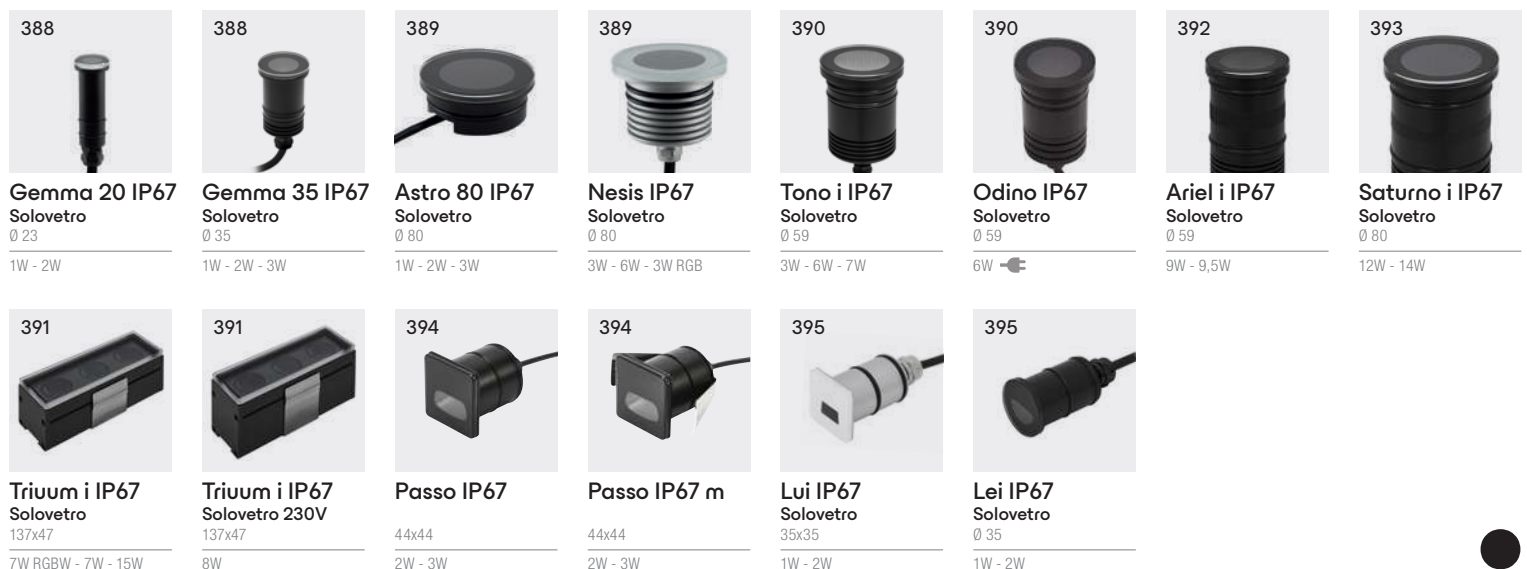 388
Gemma 20 IP67
Solovetro
Ø 23
1W - 2W
388
Gemma 35 IP67
Solovetro
Ø 35
1W - 2W - 3W
389
Astro 80 IP67
Solovetro
Ø 80
1W - 2W - 3W
389
Nesis IP67
Solovetro
Ø 80
3W - 6W - 3W RGB
390
Tono i IP67
Solovetro
Ø 59
3W - 6W - 7W
390
Odino IP67
Solovetro
Ø 59
6W
392
Ariel i IP67
Solovetro
Ø 59
9W - 9,5W
393
Saturno i IP67
Solovetro
Ø 80
12W - 14W
391
Triuum i IP67
Solovetro
137x47
7W RGBW - 7W - 15W
391
Triuum i IP67
Solovetro 230V
137x47
8W
394
Passo IP67
44x44
2W - 3W
394
Passo IP67 m
44x44
2W - 3W
395
Lui IP67
Solovetro
35x35
1W - 2W
395
Lei IP67
Solovetro
Ø 35
1W - 2W